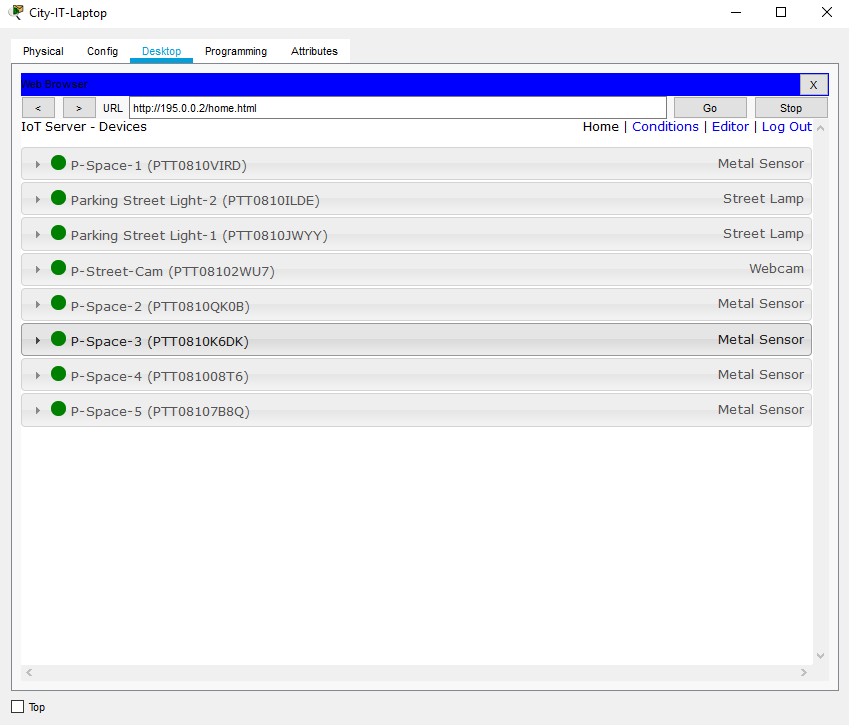 City-IT-Laptop
Physical Config Desktop Programming Attributes
Web Browser X
< > URL http://195.0.0.2/home.html Go Stop
IoT Server - Devices Home | Conditions | Editor | Log Out
P-Space-1 (PTT0810VIRD) Metal Sensor
Parking Street Light-2 (PTT0810ILDE) Street Lamp
Parking Street Light-1 (PTT0810JWYY) Street Lamp
P-Street-Cam (PTT08102WU7) Webcam
P-Space-2 (PTT0810QK0B) Metal Sensor
P-Space-3 (PTT0810K6DK) Metal Sensor
P-Space-4 (PTT081008T6) Metal Sensor
P-Space-5 (PTT08107B8Q) Metal Sensor
Top